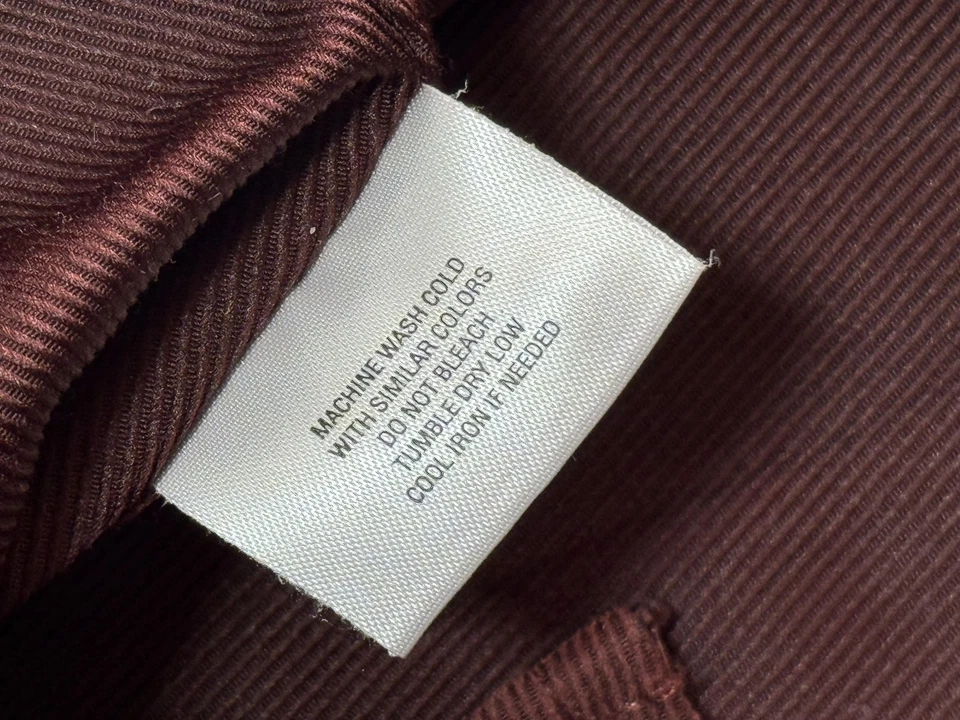 MACHINE WASH COLD
WITH SIMILAR COLORS
DO NOT BLEACH
TUMBLE DRY LOW
COOL IRON IF NEEDED